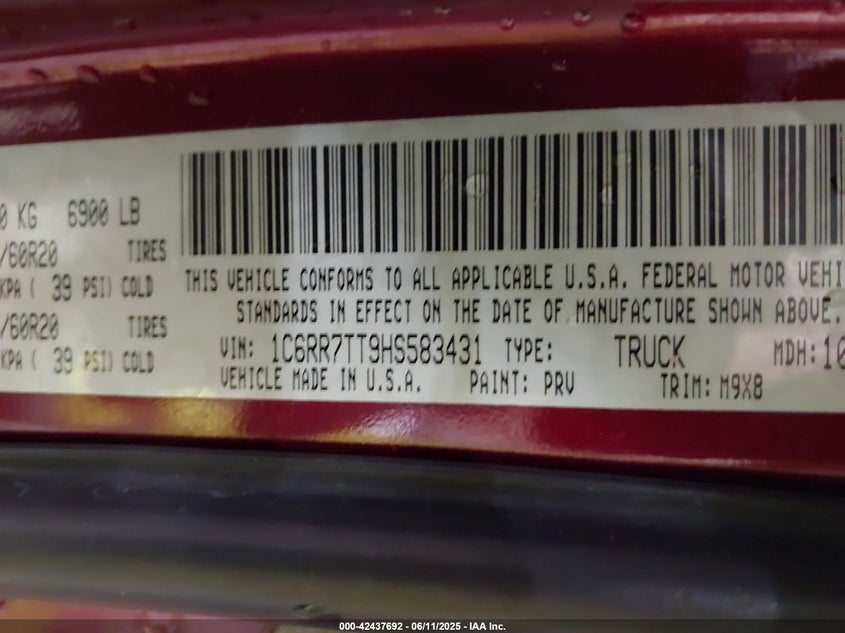 0 KG 6900 LB
/60R20 TIRES
KPA ( 39 PSI) COLD
/60R20 TIRES
KPA ( 39 PSI) COLD
THIS VEHICLE CONFORMS TO ALL APPLICABLE U.S.A. FEDERAL MOTOR VEHI
STANDARDS IN EFFECT ON THE DATE OF MANUFACTURE SHOWN ABOVE.
VIN: 1C6RR7TT9HS583431 TYPE: TRUCK MDH: 10
VEHICLE MADE IN U.S.A. PAINT: PRV TRIM: M9X8
000-42437692 - 06/11/2025 - IAA Inc.